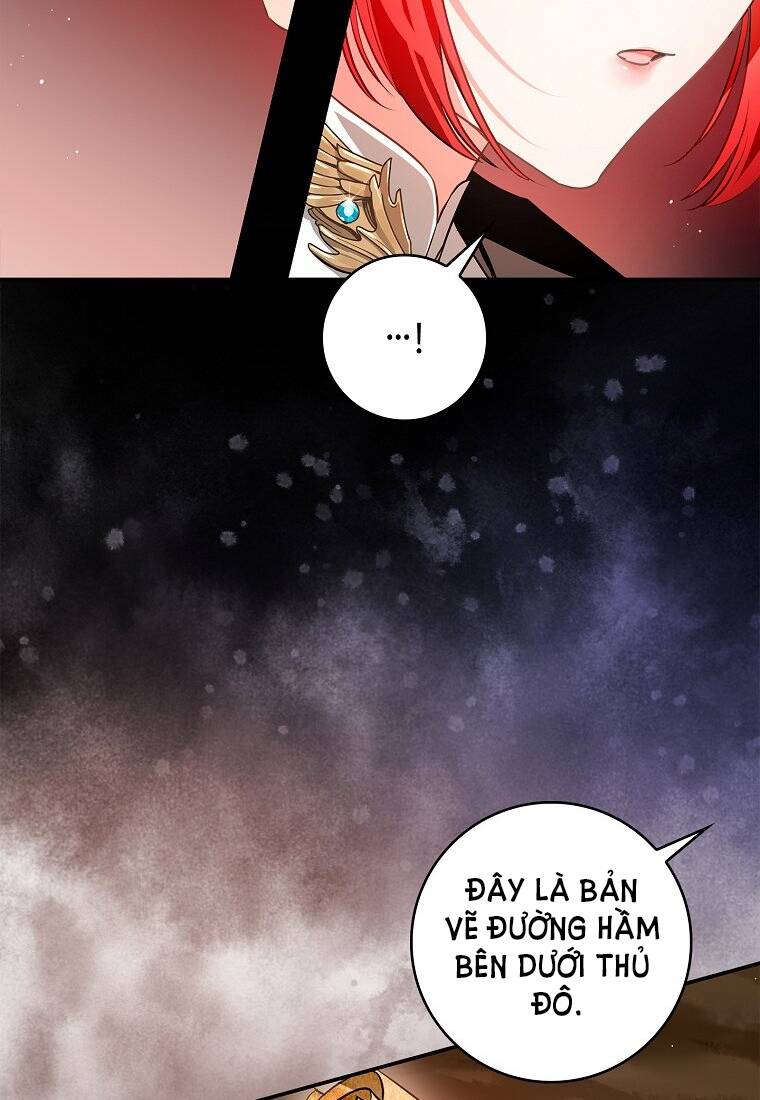 ...!
ĐÂY LÀ BẢN
VẼ ĐƯỜNG HẦM
BÊN DƯỚI THỦ
ĐÔ.